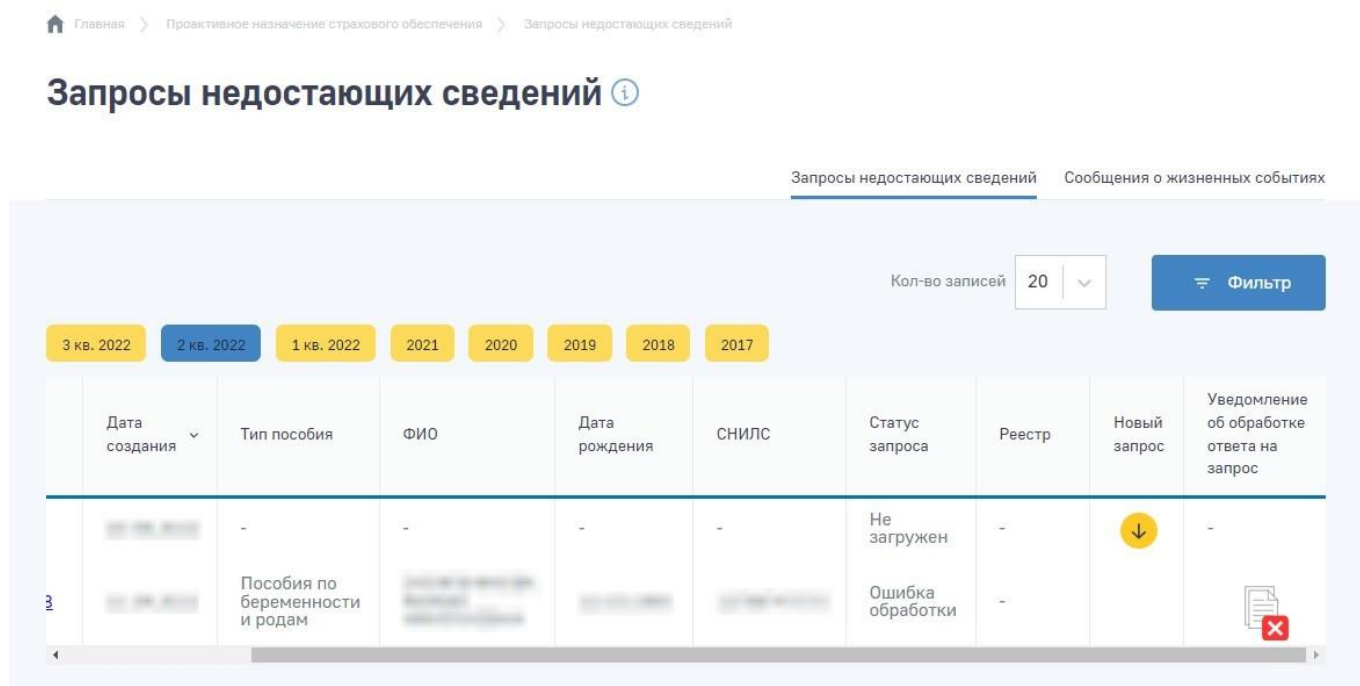 Главная Проактивное назначение страхового обеспечения Запросы недостающих сведений
Запросы недостающих сведений
Запросы недостающих сведений Сообщения о жизненных событиях
Кол-во записей 20 Фильтр
3 кв. 2022 2 кв. 2022 1 кв. 2022 2021 2020 2019 2018 2017
Дата создания
Тип пособия
ФИО
Дата рождения
СНИЛС
Статус запроса
Реестр
Новый запрос
Уведомление
об обработке
ответа на
запрос
- - - - Не загружен - -
3 Пособия по беременности и родам Ошибка обработки -